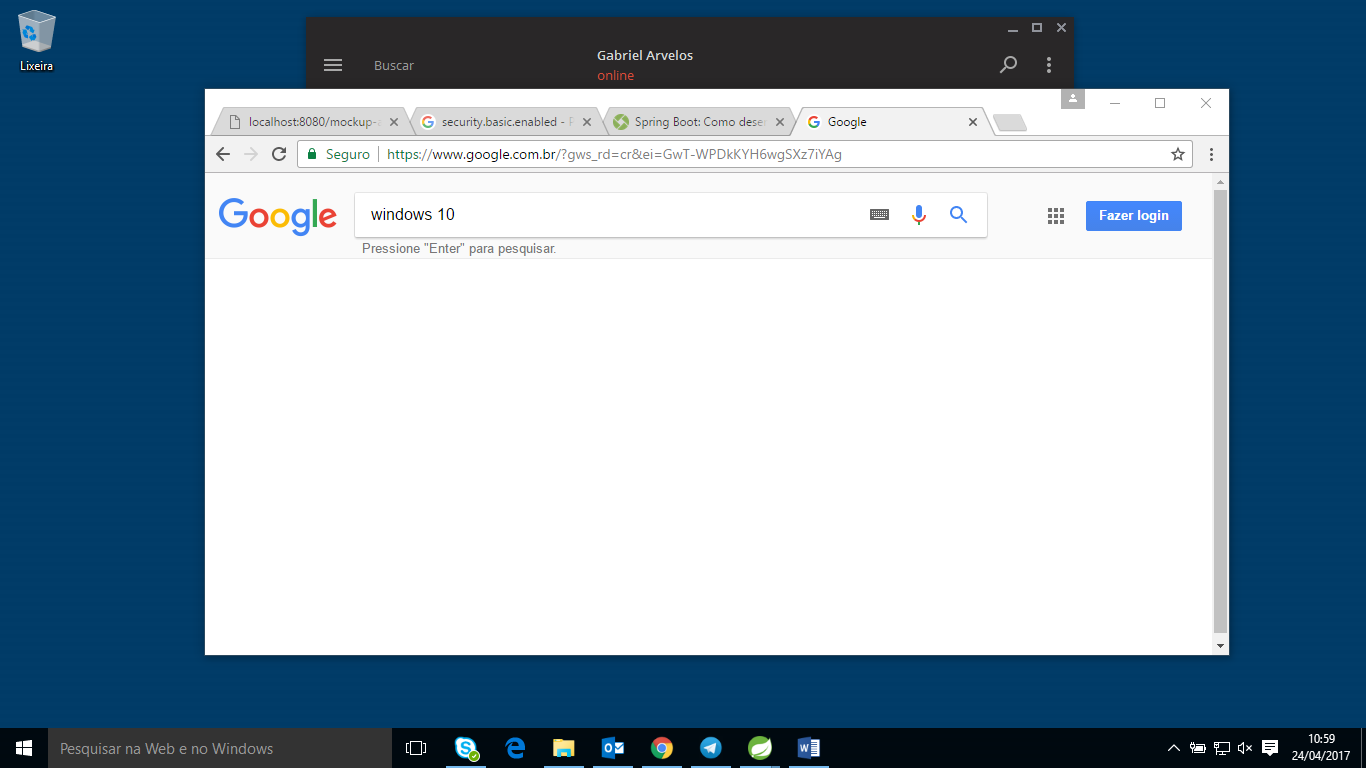 Lixeira
Buscar
Gabriel Arvelos
online
localhost:8080/mockup-
security.basic.enabled -
Spring Boot: Como dese
Google
Seguro
https://www.google.com.br/?gws_rd=cr&ei=GwT-WPDkKYH6wgSXz7iYAg
Google
windows 10
Fazer login
Pressione "Enter" para pesquisar.
Pesquisar na Web e no Windows
10:59
24/04/2017